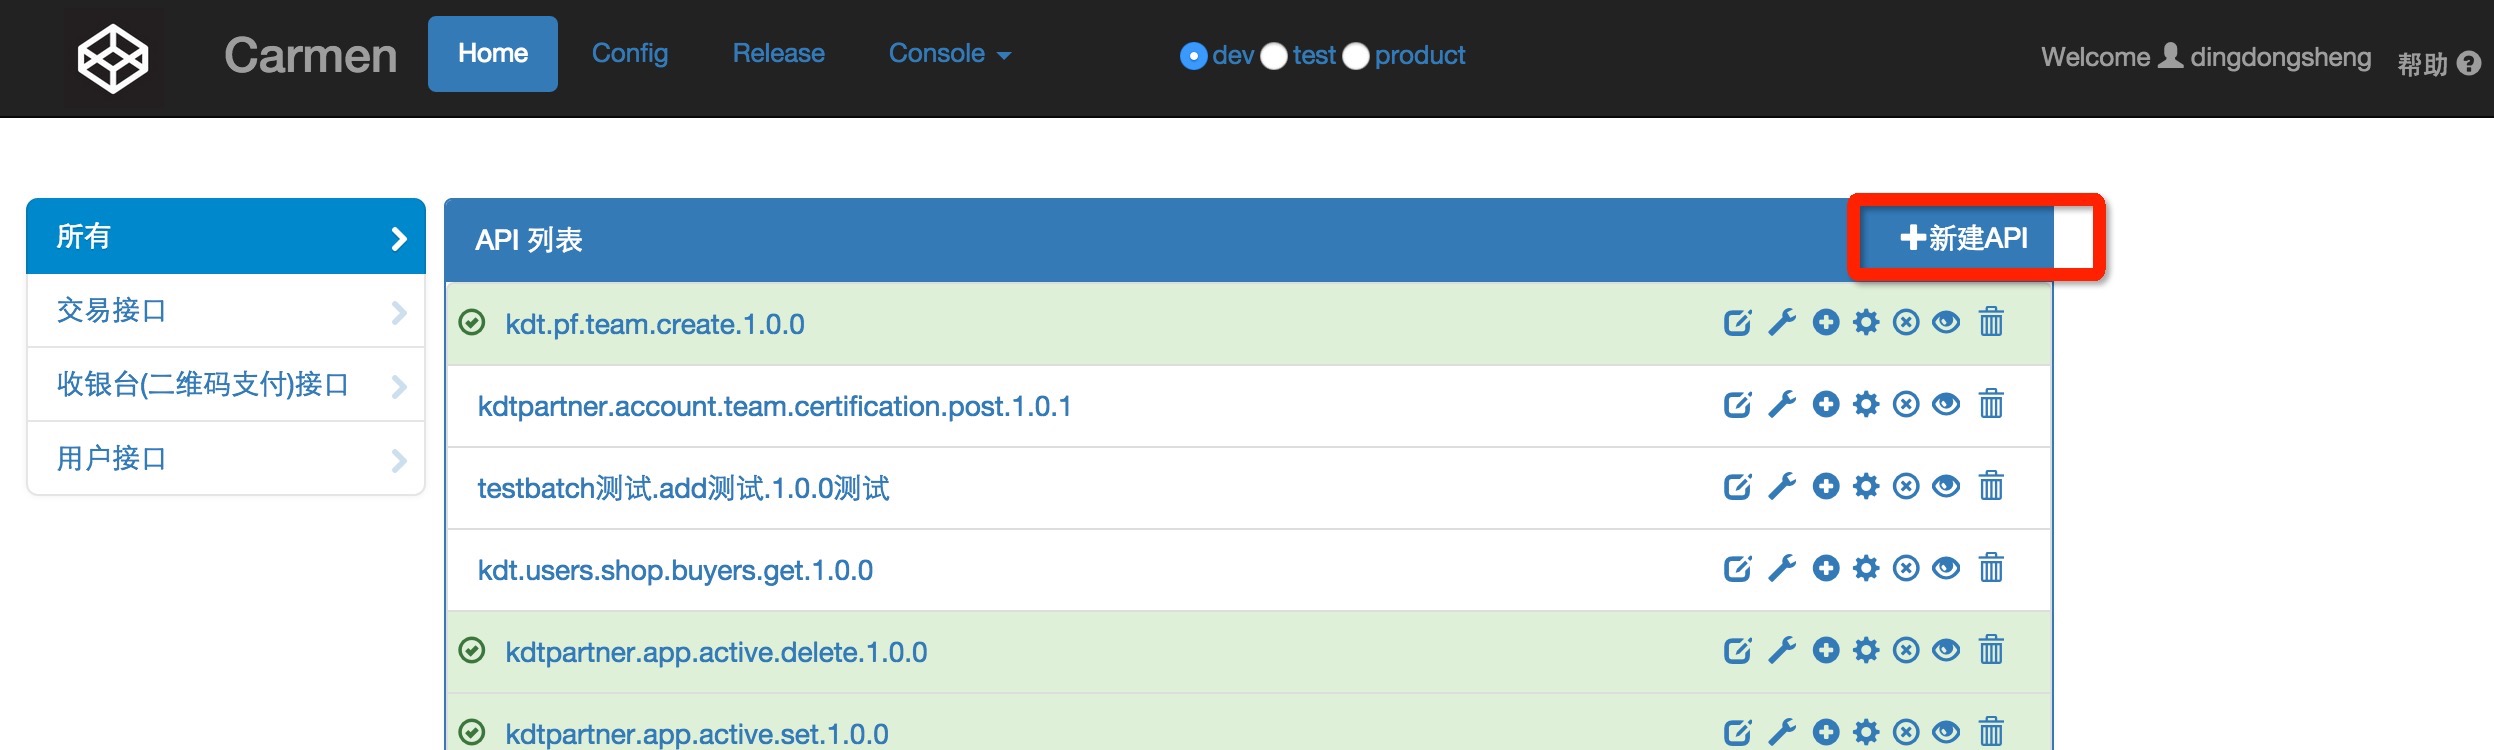 Carmen Home Config Release Console dev test product Welcome dingdongsheng 帮助
所有
交易接口
收银台(二维码支付)接口
用户接口
API 列表 新建API
kdt.pf.team.create.1.0.0
kdtpartner.account.team.certification.post.1.0.1
testbatch测试.add测试.1.0.0测试
kdt.users.shop.buyers.get.1.0.0
kdtpartner.app.active.delete.1.0.0
kdtpartner.app.active.set.1.0.0